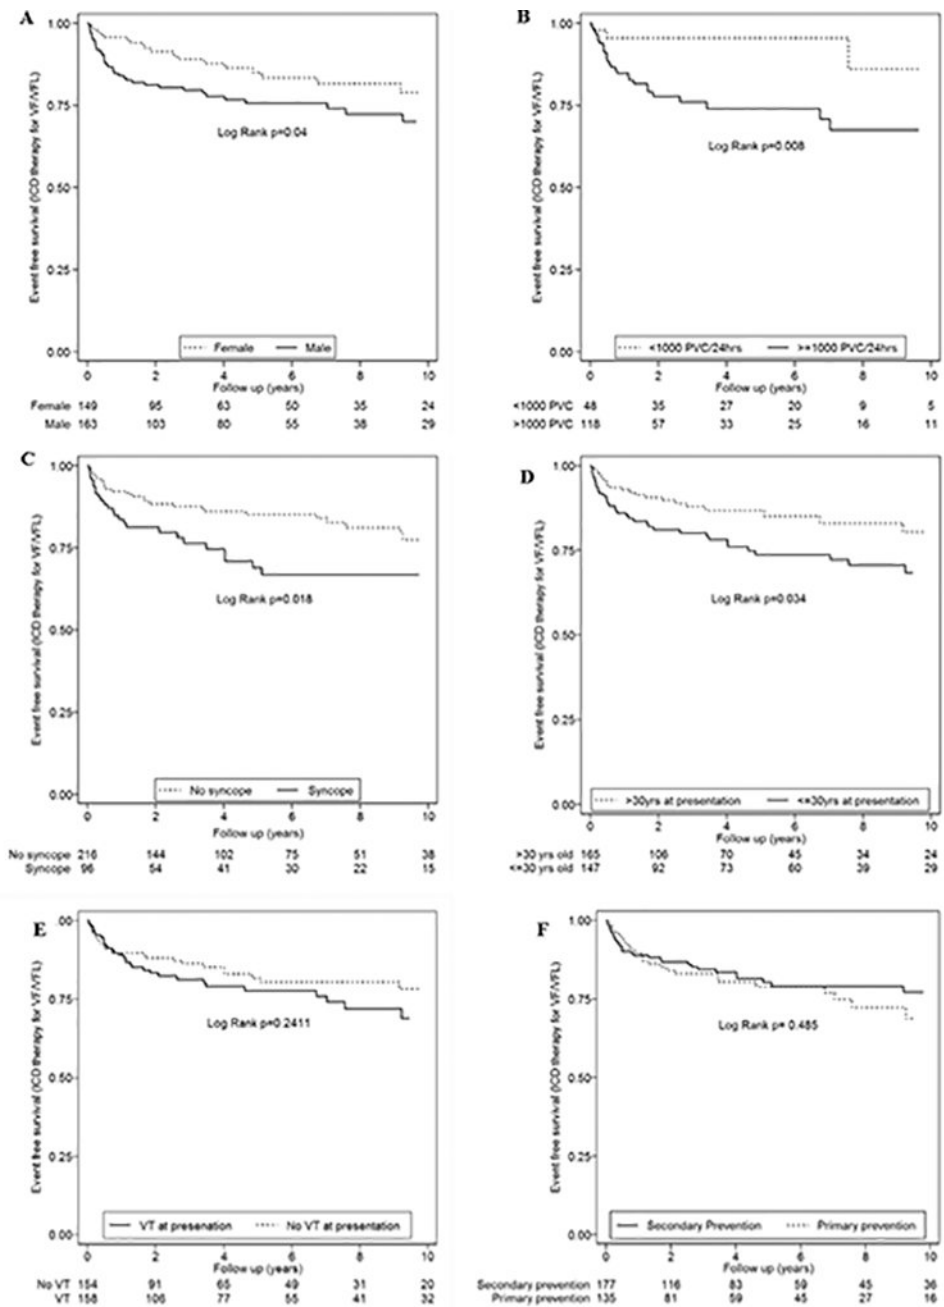 A
Event free survival (ICD therapy for VF/VFL)
1.00
0.75
0.50
0.25
0.00
Log Rank p=0.04
Female Male
0 2 4 6 8 10
Follow up (years)
Female 149 95 63 50 35 24
Male 163 103 80 55 38 29
B
Event free survival (ICD therapy for VF/VFL)
1.00
0.75
0.50
0.25
0.00
Log Rank p=0.008
<1000 PVC/24hrs >=1000 PVC/24hrs
0 2 4 6 8 10
Follow up (years)
<1000 PVC 48 35 27 20 9 5
>1000 PVC 118 57 33 25 16 11
C
Event free survival (ICD therapy for VF/VFL)
1.00
0.75
0.50
0.25
0.00
Log Rank p=0.018
No syncope Syncope
0 2 4 6 8 10
Follow up (years)
No syncope 216 144 102 75 51 38
Syncope 96 54 41 30 22 15
D
Event free survival (ICD therapy for VF/VFL)
1.00
0.75
0.50
0.25
0.00
Log Rank p=0.034
>30yrs at presentation <=30yrs at presentation
0 2 4 6 8 10
Follow up (years)
>30 yrs old 165 106 70 45 34 24
<=30 yrs old 147 92 73 60 39 29
E
Event free survival (ICD therapy for VF/VFL)
.00
0.75
0.50
0.25
0.00
Log Rank p=0.2411
VT at presenation No VT at presentation
0 2 4 6 8 10
Follow up (years)
No VT 154 91 65 49 31 20
VT 158 106 77 55 41 32
F
Event free survival (ICD therapy for VF/VFL)
1.00
0.75
0.50
0.25
0.00
Log Rank p= 0.485
Secondary Prevention Primary prevention
0 2 4 6 8 10
Follow up (years)
Secondary prevention 177 116 83 59 45 36
Primary prevention 135 81 59 45 27 16